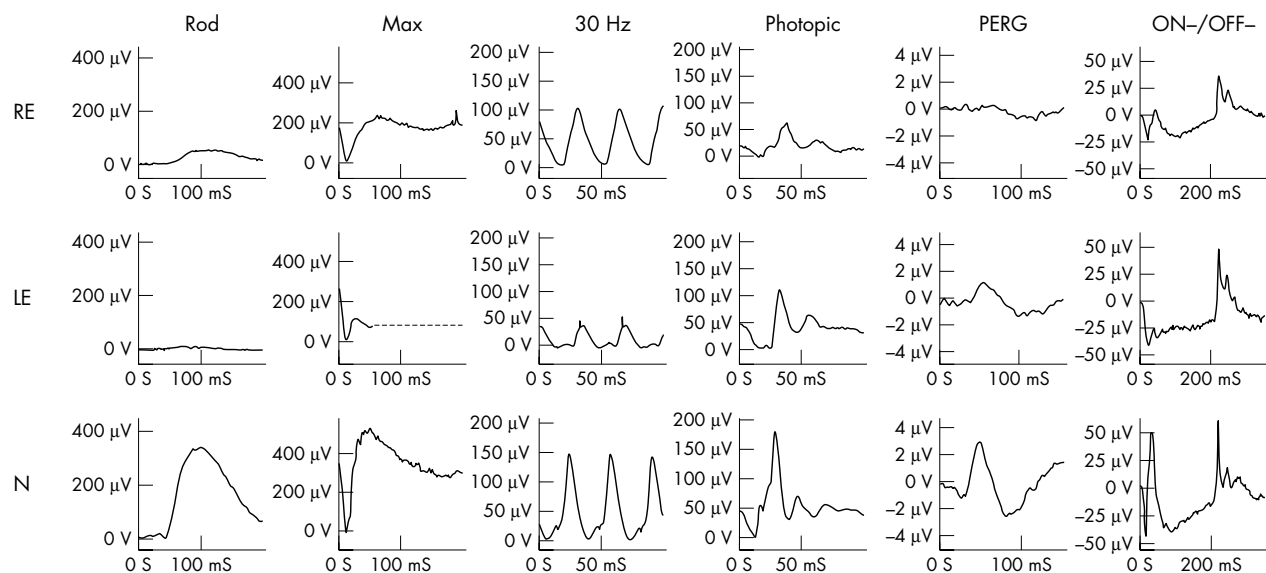 Rod Max 30 Hz Photopic PERG ON–/OFF–
RE
400 µV
200 µV
0 V
0 S 100 mS
400 µV
200 µV
0 V
0 S 100 mS
200 µV
150 µV
100 µV
50 µV
0 V
0 S 50 mS
200 µV
150 µV
100 µV
50 µV
0 V
0 S 50 mS
4 µV
2 µV
0 V
–2 µV
–4 µV
0 S 100 mS
50 µV
25 µV
0 V
–25 µV
–50 µV
0 S 200 mS
LE
400 µV
200 µV
0 V
0 S 100 mS
400 µV
200 µV
0 V
0 S 100 mS
200 µV
150 µV
100 µV
50 µV
0 V
0 S 50 mS
200 µV
150 µV
100 µV
50 µV
0 V
0 S 50 mS
4 µV
2 µV
0 V
–2 µV
–4 µV
0 S 100 mS
50 µV
25 µV
0 V
–25 µV
–50 µV
0 S 200 mS
N
400 µV
200 µV
0 V
0 S 100 mS
400 µV
200 µV
0 V
0 S 100 mS
200 µV
150 µV
100 µV
50 µV
0 V
0 S 50 mS
200 µV
150 µV
100 µV
50 µV
0 V
0 S 50 mS
4 µV
2 µV
0 V
–2 µV
–4 µV
0 S 100 mS
50 µV
25 µV
0 V
–25 µV
–50 µV
0 S 200 mS